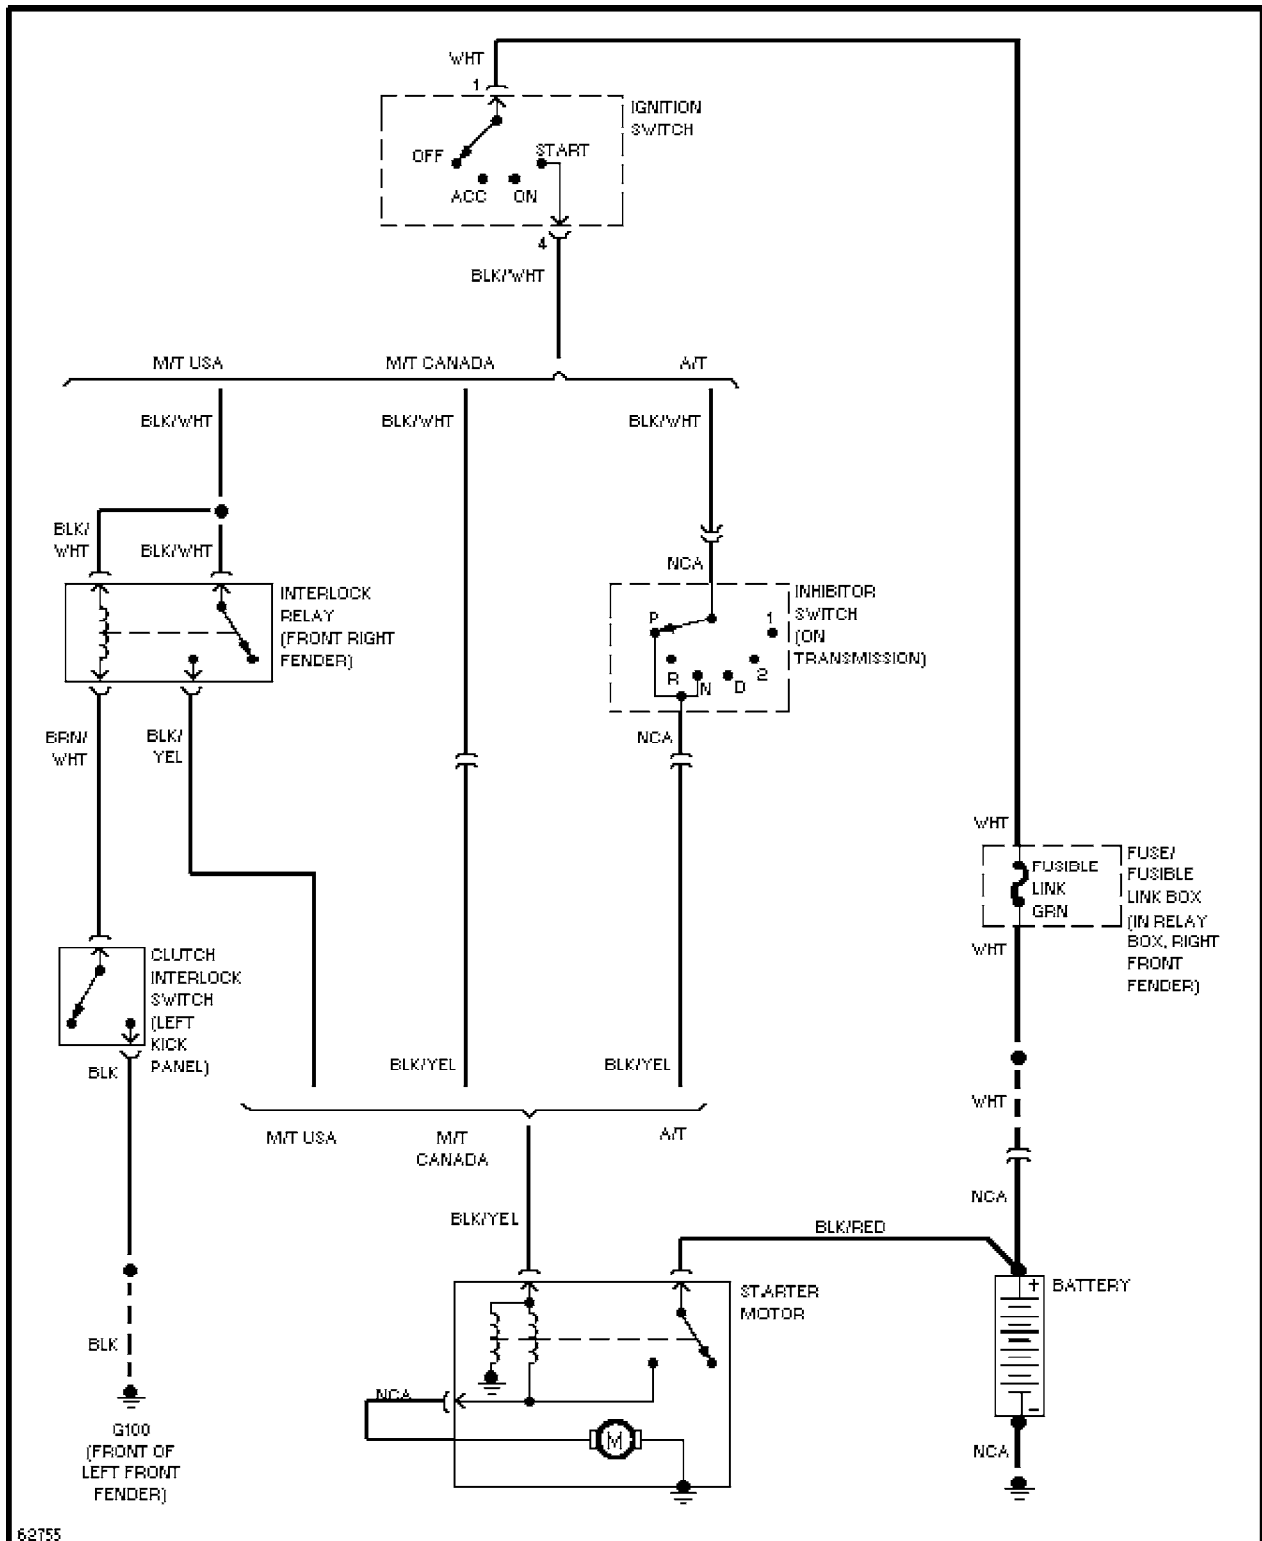 WHT
1
IGNITION
SWITCH
OFF
START
ACC
ON
4
BLK/WHT
M/T USA
M/T CANADA
A/T
BLK/WHT
BLK/WHT
BLK/WHT
BLK/
WHT
BLK/WHT
NCA
INTERLOCK
RELAY
(FRONT RIGHT
FENDER)
INHIBITOR
SWITCH
(ON
TRANSMISSION)
P
1
R
N
D
2
BRN/
WHT
BLK/
YEL
NCA
WHT
FUSIBLE
LINK
GRN
FUSE/
FUSIBLE
LINK BOX
(IN RELAY
BOX, RIGHT
FRONT
FENDER)
WHT
CLUTCH
INTERLOCK
SWITCH
(LEFT
KICK
PANEL)
BLK
BLK/YEL
BLK/YEL
WHT
M/T USA
M/T
CANADA
A/T
NCA
BLK/YEL
BLK/RED
STARTER
MOTOR
+
BATTERY
-
BLK
NCA
M
G100
(FRONT OF
LEFT FRONT
FENDER)
NCA
62755